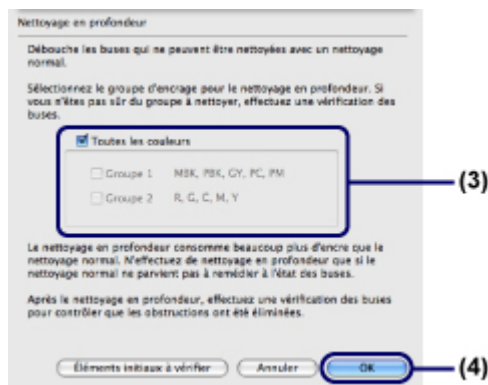 Nettoyage en profondeur
Débouche les buses qui ne peuvent être nettoyées avec un nettoyage
normal.
Sélectionnez le groupe d'encrage pour le nettoyage en profondeur. Si
vous n'êtes pas sûr du groupe à nettoyer, effectuez une vérification des
buses.
Toutes les couleurs
Groupe 1 MBK, PBK, GY, PC, PM
Groupe 2 R, G, C, M, Y
(3)
Le nettoyage en profondeur consomme beaucoup plus d'encre que le
nettoyage normal. N'effectuez de nettoyage en profondeur que si le
nettoyage normal ne parvient pas à remédier à l'état des buses.
Après le nettoyage en profondeur, effectuez une vérification des buses
pour contrôler que les obstructions ont été éliminées.
Éléments initiaux à vérifier Annuler OK (4)